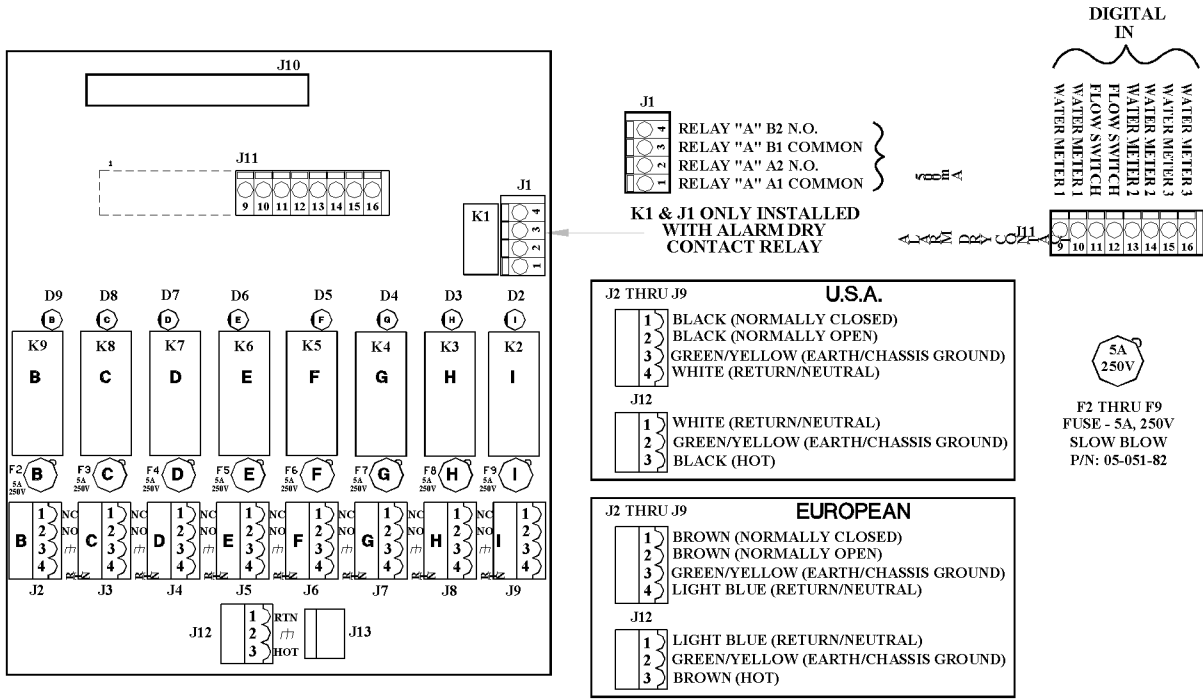 J10
1
J11
9 10 11 12 13 14 15 16
J1
K1
4
3
2
1
D9 D8 D7 D6 D5 D4 D3 D2
B C D E F G H I
K9 K8 K7 K6 K5 K4 K3 K2
B C D E F G H I
F2 5A 250V B
F3 5A 250V C
F4 5A 250V D
F5 5A 250V E
F6 5A 250V F
F7 5A 250V G
F8 5A 250V H
F9 5A 250V I
B 1 2 3 4 NC NO RTN
C 1 2 3 4 NC NO RTN
D 1 2 3 4 NC NO RTN
E 1 2 3 4 NC NO RTN
F 1 2 3 4 NC NO RTN
G 1 2 3 4 NC NO RTN
H 1 2 3 4 NC NO RTN
I 1 2 3 4
J2 J3 J4 J5 J6 J7 J8 J9
J12
1 RTN
2
3 HOT
J13
J1
4 RELAY "A" B2 N.O.
3 RELAY "A" B1 COMMON
2 RELAY "A" A2 N.O.
1 RELAY "A" A1 COMMON
K1 & J1 ONLY INSTALLED
WITH ALARM DRY
CONTACT RELAY
500mA
ALARM DRY CONTACT
DIGITAL
IN
WATER METER 1
WATER METER 1
FLOW SWITCH
FLOW SWITCH
WATER METER 2
WATER METER 2
WATER METER 3
WATER METER 3
J11
9 10 11 12 13 14 15 16
J2 THRU J9 U.S.A.
1 BLACK (NORMALLY CLOSED)
2 BLACK (NORMALLY OPEN)
3 GREEN/YELLOW (EARTH/CHASSIS GROUND)
4 WHITE (RETURN/NEUTRAL)
J12
1 WHITE (RETURN/NEUTRAL)
2 GREEN/YELLOW (EARTH/CHASSIS GROUND)
3 BLACK (HOT)
J2 THRU J9 EUROPEAN
1 BROWN (NORMALLY CLOSED)
2 BROWN (NORMALLY OPEN)
3 GREEN/YELLOW (EARTH/CHASSIS GROUND)
4 LIGHT BLUE (RETURN/NEUTRAL)
J12
1 LIGHT BLUE (RETURN/NEUTRAL)
2 GREEN/YELLOW (EARTH/CHASSIS GROUND)
3 BROWN (HOT)
5A
250V
F2 THRU F9
FUSE - 5A, 250V
SLOW BLOW
P/N: 05-051-82